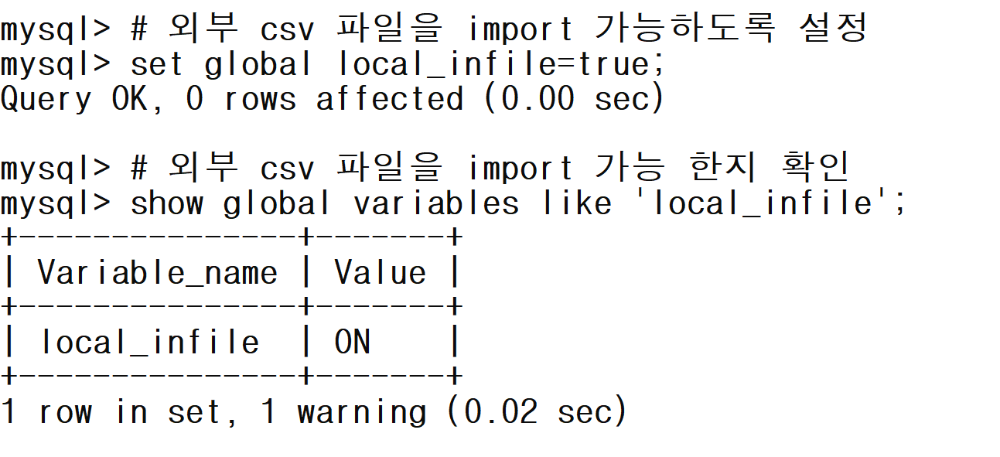 mysql> # 외부 csv 파일을 import 가능하도록 설정
mysql> set global local_infile=true;
Query OK, 0 rows affected (0.00 sec)
mysql> # 외부 csv 파일을 import 가능 한지 확인
mysql> show global variables like 'local_infile';
+---------------+-------+
| Variable_name | Value |
+---------------+-------+
| local_infile  | ON    |
+---------------+-------+
1 row in set, 1 warning (0.02 sec)